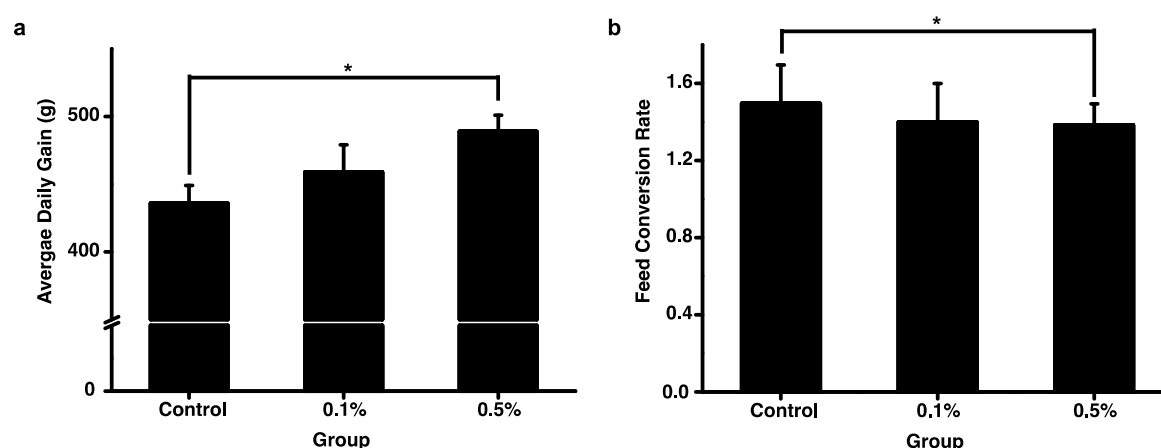 a
*
Avergae Daily Gain (g)
500
400
0
Control 0.1% 0.5%
Group
b
*
Feed Conversion Rate
1.6
1.2
0.8
0.4
0.0
Control 0.1% 0.5%
Group